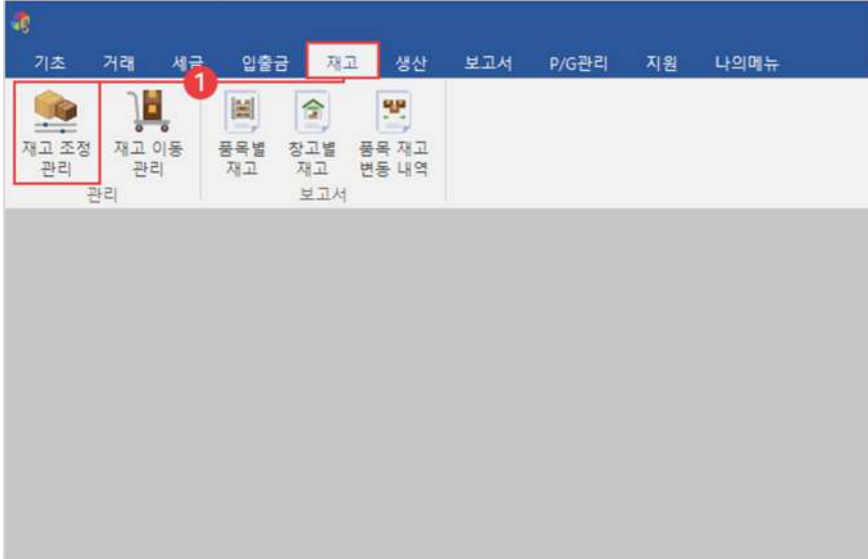 기초 거래 세금 입출금 재고 생산 보고서 P/G관리 지원 나의메뉴
1
재고 조정 재고 이동 품목별 창고별 품목 재고
관리 관리 재고 재고 변동 내역
관리 보고서